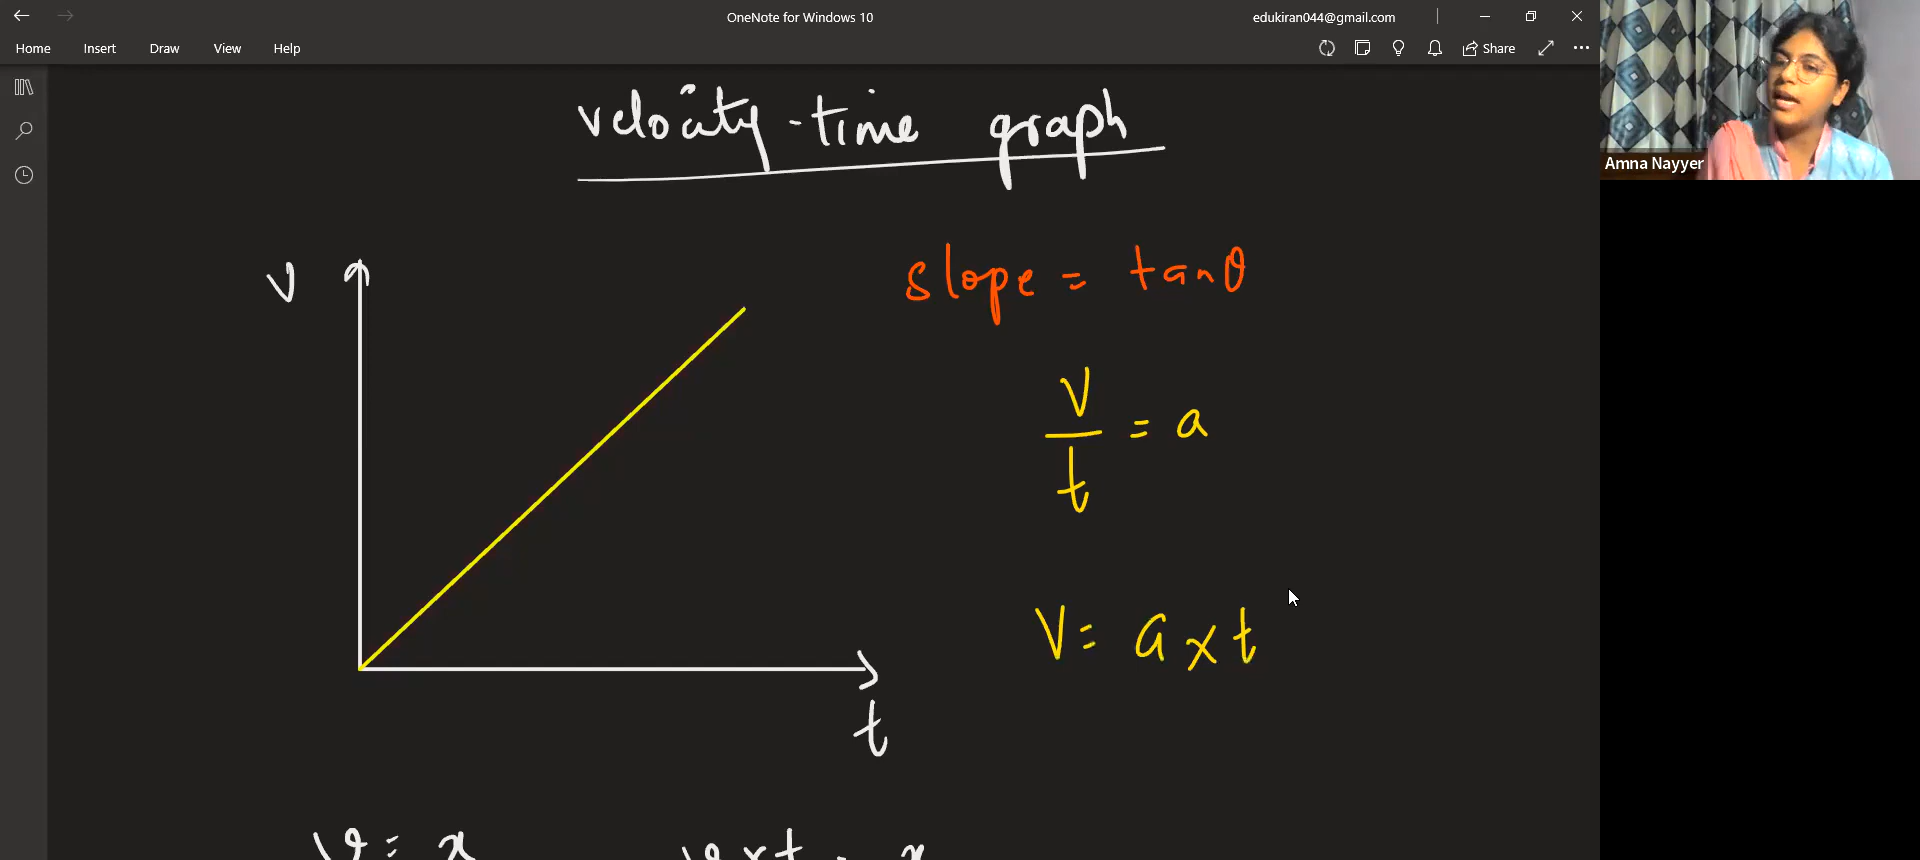 OneNote for Windows 10
edukiran044@gmail.com
Home Insert Draw View Help
Share
Amna Nayyer
velocity-time graph
v
slope = tanθ
V
t
= a
V= a x t
t
v = x
v x t = x